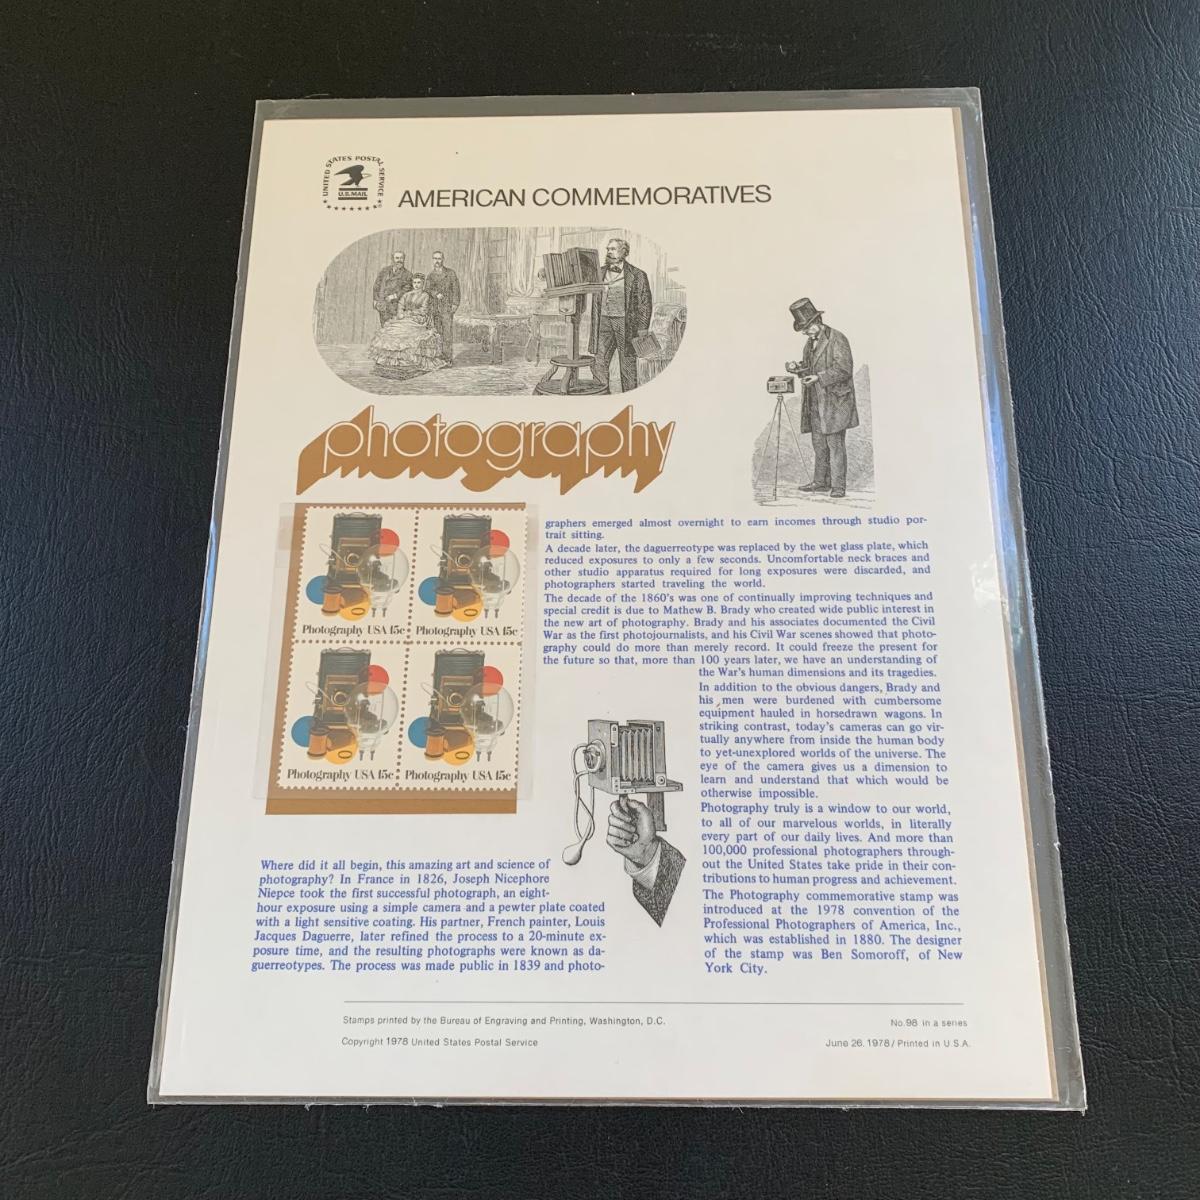 UNITED STATES POSTAL SERVICE
U.S.MAIL
AMERICAN COMMEMORATIVES
photography
Photography USA 15c
Photography USA 15c
Photography USA 15c
Photography USA 15c
Where did it all begin, this amazing art and science of
photography? In France in 1826, Joseph Nicephore
Niepce took the first successful photograph, an eight-
hour exposure using a simple camera and a pewter plate coated
with a light sensitive coating. His partner, French painter, Louis
Jacques Daguerre, later refined the process to a 20-minute ex-
posure time, and the resulting photographs were known as da-
guerreotypes. The process was made public in 1839 and photo-
graphers emerged almost overnight to earn incomes through studio por-
trait sitting.
A decade later, the daguerreotype was replaced by the wet glass plate, which
reduced exposures to only a few seconds. Uncomfortable neck braces and
other studio apparatus required for long exposures were discarded, and
photographers started traveling the world.
The decade of the 1860's was one of continually improving techniques and
special credit is due to Mathew B. Brady who created wide public interest in
the new art of photography. Brady and his associates documented the Civil
War as the first photojournalists, and his Civil War scenes showed that photo-
graphy could do more than merely record. It could freeze the present for
the future so that, more than 100 years later, we have an understanding of
the War's human dimensions and its tragedies.
In addition to the obvious dangers, Brady and
his men were burdened with cumbersome
equipment hauled in horsedrawn wagons. In
striking contrast, today's cameras can go vir-
tually anywhere from inside the human body
to yet-unexplored worlds of the universe. The
eye of the camera gives us a dimension to
learn and understand that which would be
otherwise impossible.
Photography truly is a window to our world,
to all of our marvelous worlds, in literally
every part of our daily lives. And more than
100,000 professional photographers through-
out the United States take pride in their con-
tributions to human progress and achievement.
The Photography commemorative stamp was
introduced at the 1978 convention of the
Professional Photographers of America, Inc.,
which was established in 1880. The designer
of the stamp was Ben Somoroff, of New
York City.
Stamps printed by the Bureau of Engraving and Printing, Washington, D.C.
Copyright 1978 United States Postal Service
No.98 in a series
June 26, 1978/Printed in U.S.A.